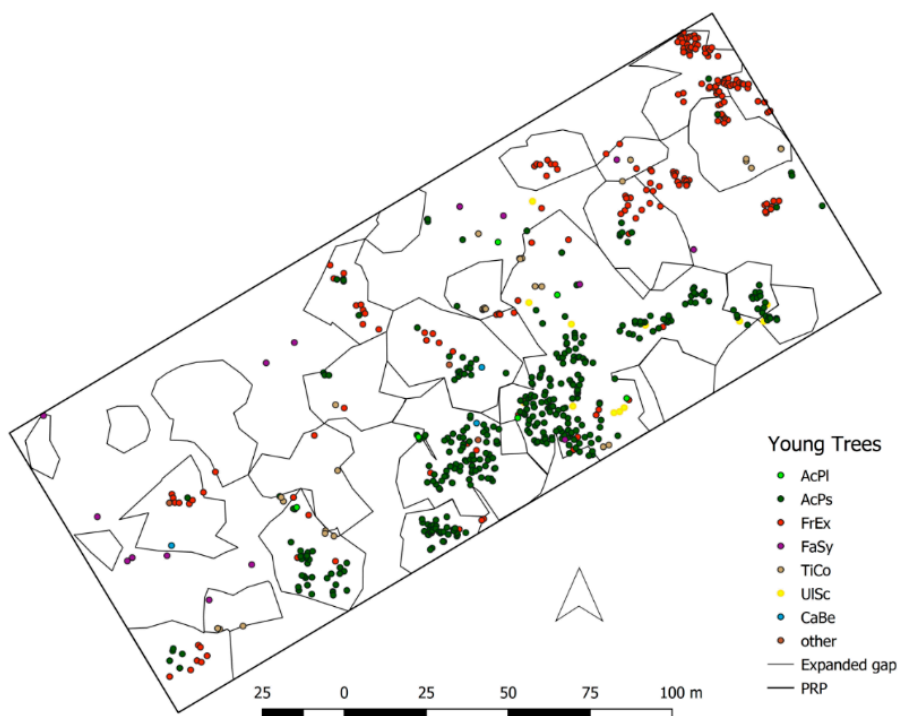 Young Trees
AcPl
AcPs
FrEx
FaSy
TiCo
UlSc
CaBe
other
Expanded gap
PRP
25 0 25 50 75 100 m